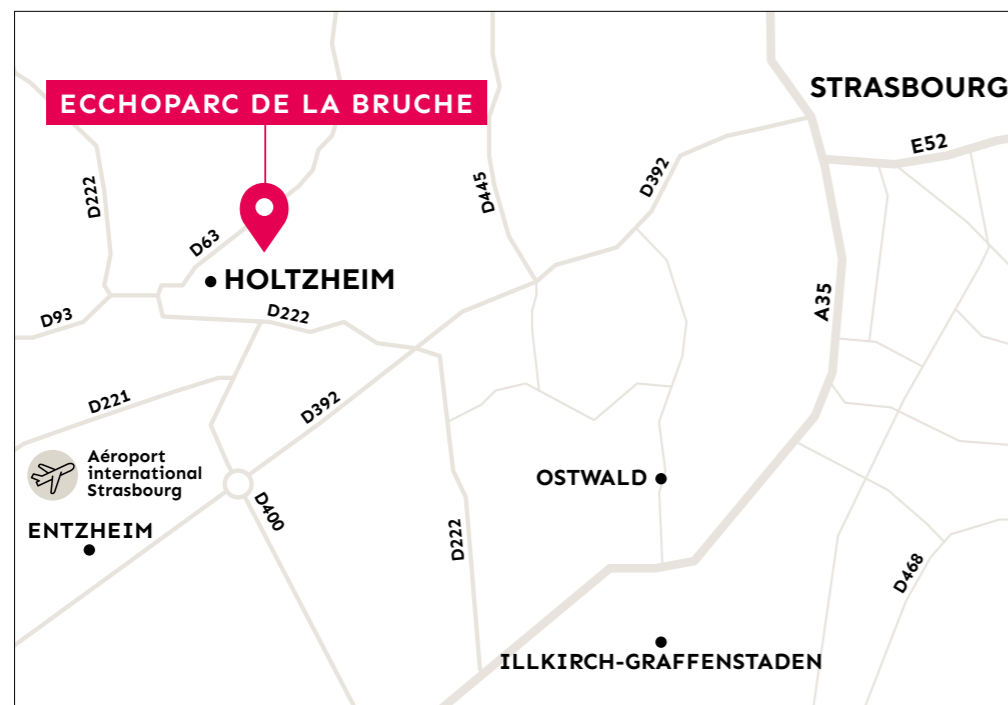 STRASBOURG
ECCHOPARC DE LA BRUCHE
E52
D392
D445
D222
D63
HOLTZHEIM
A35
D222
D93
D221
D392
Aéroport
international
Strasbourg
OSTWALD
D400
ENTZHEIM
D222
D468
ILLKIRCH-GRAFFENSTADEN